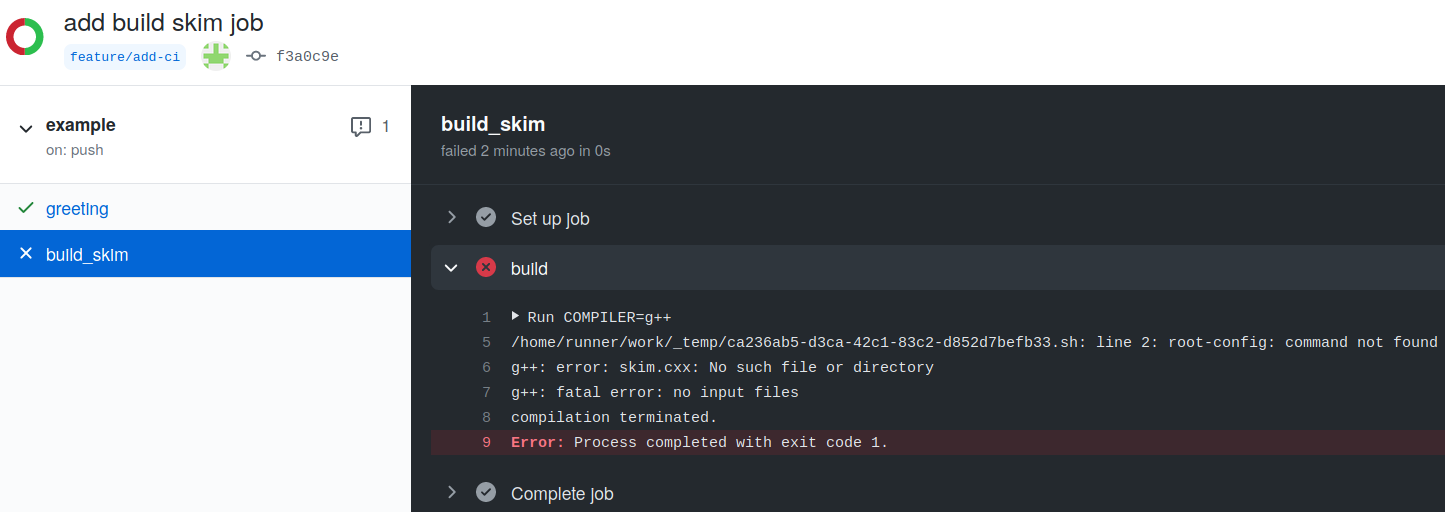 add build skim job
feature/add-ci f3a0c9e
example 1
on: push
greeting
build_skim
build_skim
failed 2 minutes ago in 0s
Set up job
build
1 Run COMPILER=g++
5 /home/runner/work/_temp/ca236ab5-d3ca-42c1-83c2-d852d7befb33.sh: line 2: root-config: command not found
6 g++: error: skim.cxx: No such file or directory
7 g++: fatal error: no input files
8 compilation terminated.
9 Error: Process completed with exit code 1.
Complete job